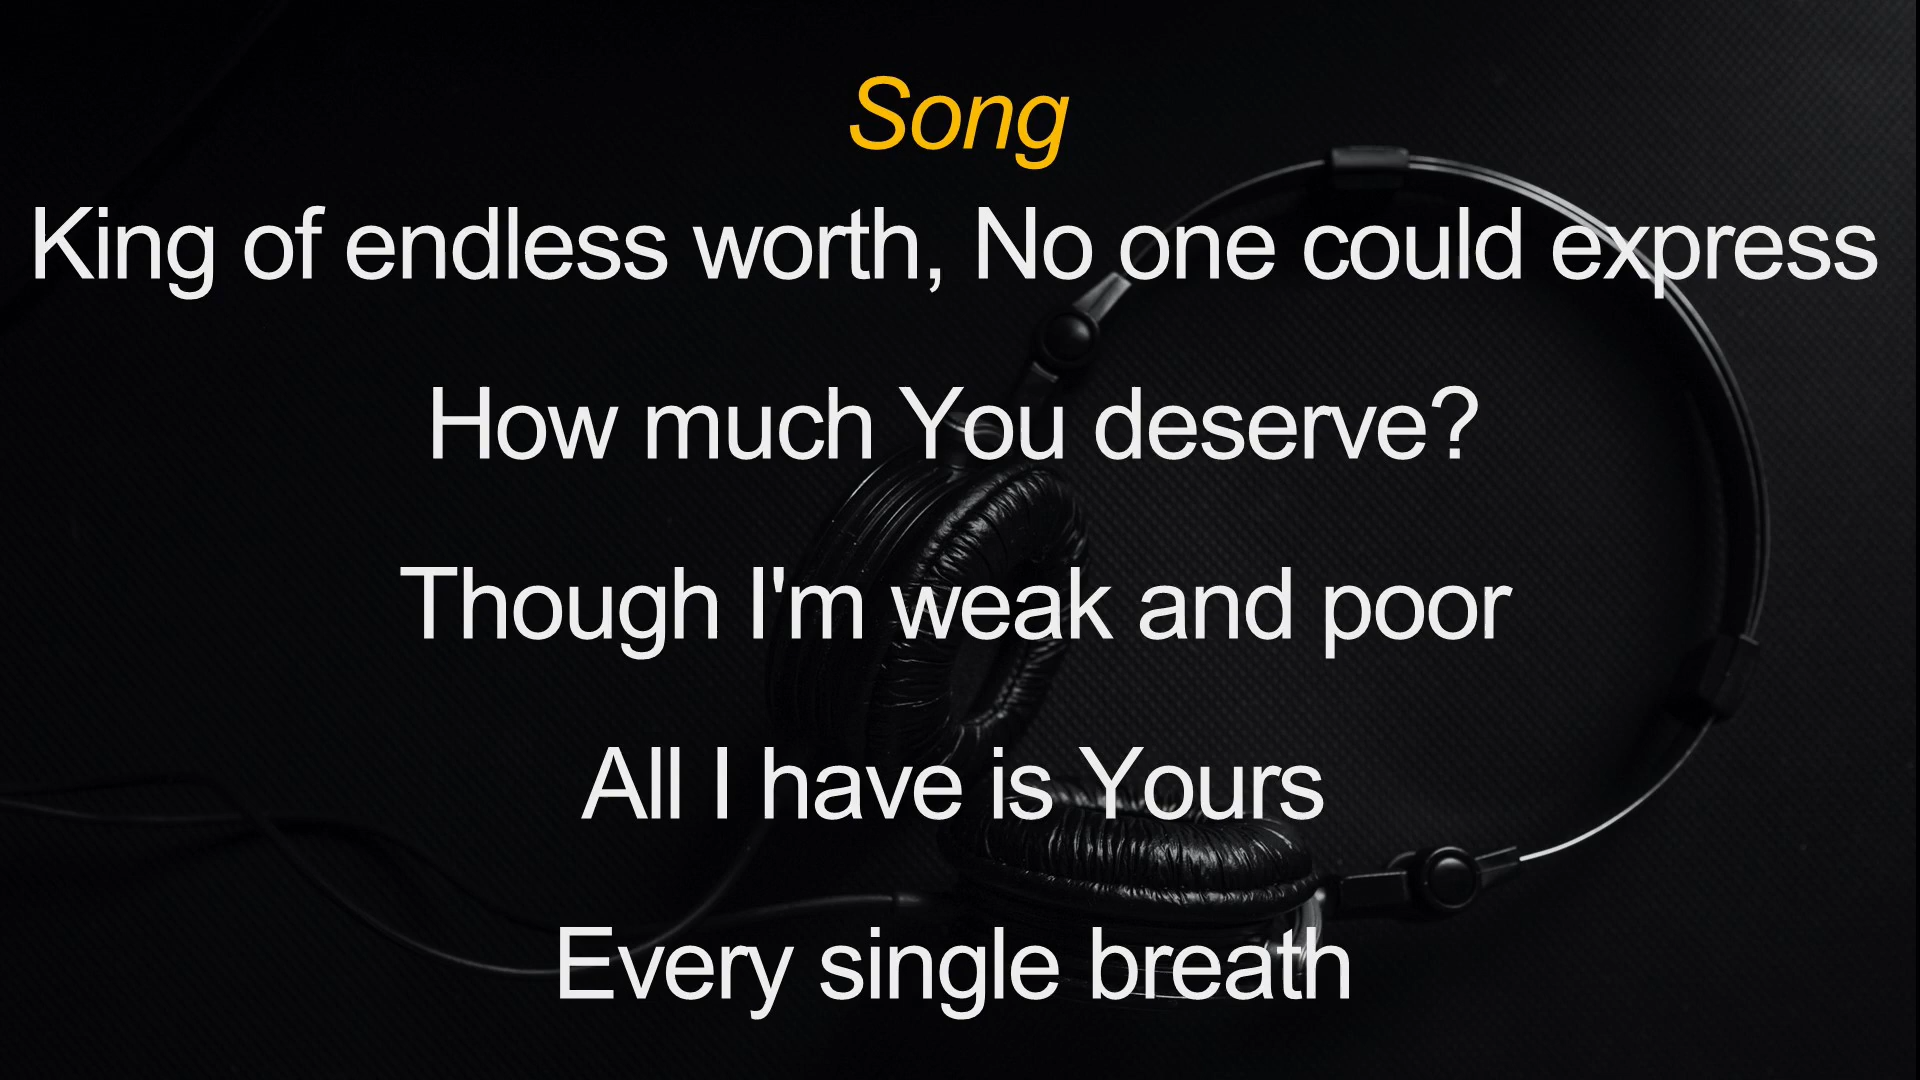 Song
King of endless worth, No one could express
How much You deserve?
Though I'm weak and poor
All I have is Yours
Every single breath